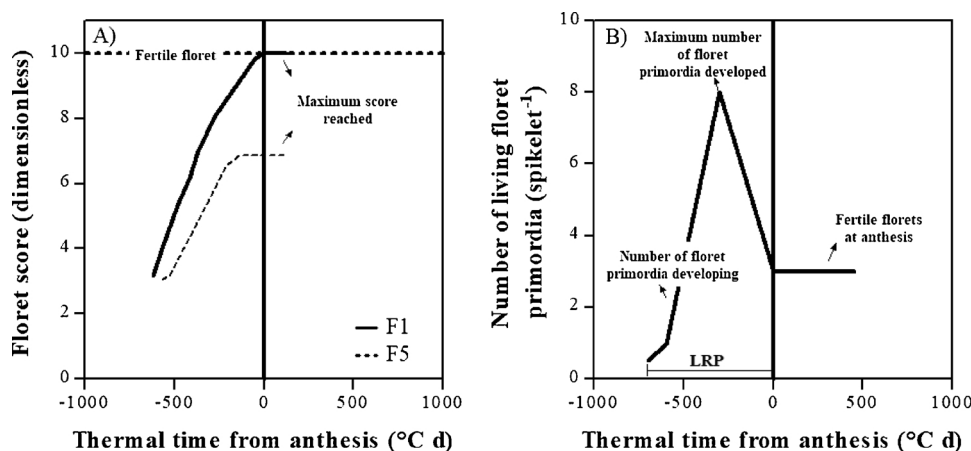 A)
Floret score (dimensionless)
10
8
6
4
2
0
Fertile floret
Maximum score
reached
F1
F5
-1000
-500
0
500
1000
Thermal time from anthesis (°C d)
B)
Number of living floret
primordia (spikelet⁻¹)
10
8
6
4
2
0
Maximum number
of floret
primordia developed
Number of floret
primordia developing
Fertile florets
at anthesis
LRP
-1000
-500
0
500
1000
Thermal time from anthesis (°C d)